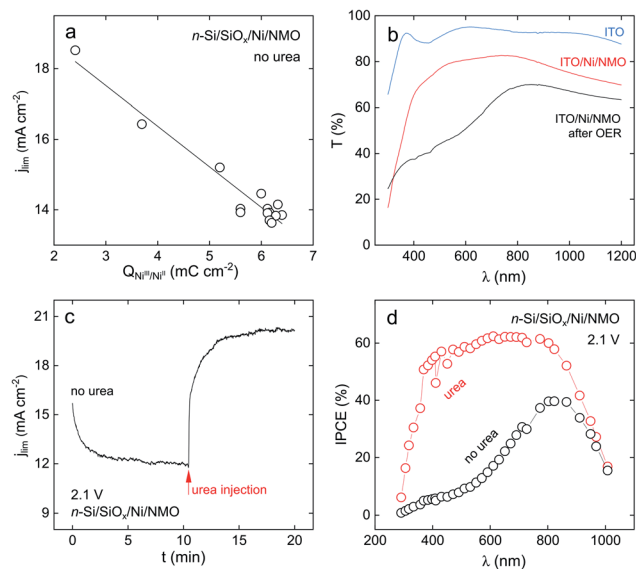 a
n-Si/SiOx/Ni/NMO
no urea
18
16
14
12
2
3
4
5
6
7
jlim (mA cm-2)
QNiIII/NiII (mC cm-2)
b
ITO
ITO/Ni/NMO
ITO/Ni/NMO
after OER
100
80
60
40
20
0
400
600
800
1000
1200
T (%)
λ (nm)
c
no urea
urea injection
2.1 V
n-Si/SiOx/Ni/NMO
21
18
15
12
9
0
5
10
15
20
jlim (mA cm-2)
t (min)
d
n-Si/SiOx/Ni/NMO
2.1 V
urea
no urea
80
60
40
20
0
200
400
600
800
1000
IPCE (%)
λ (nm)